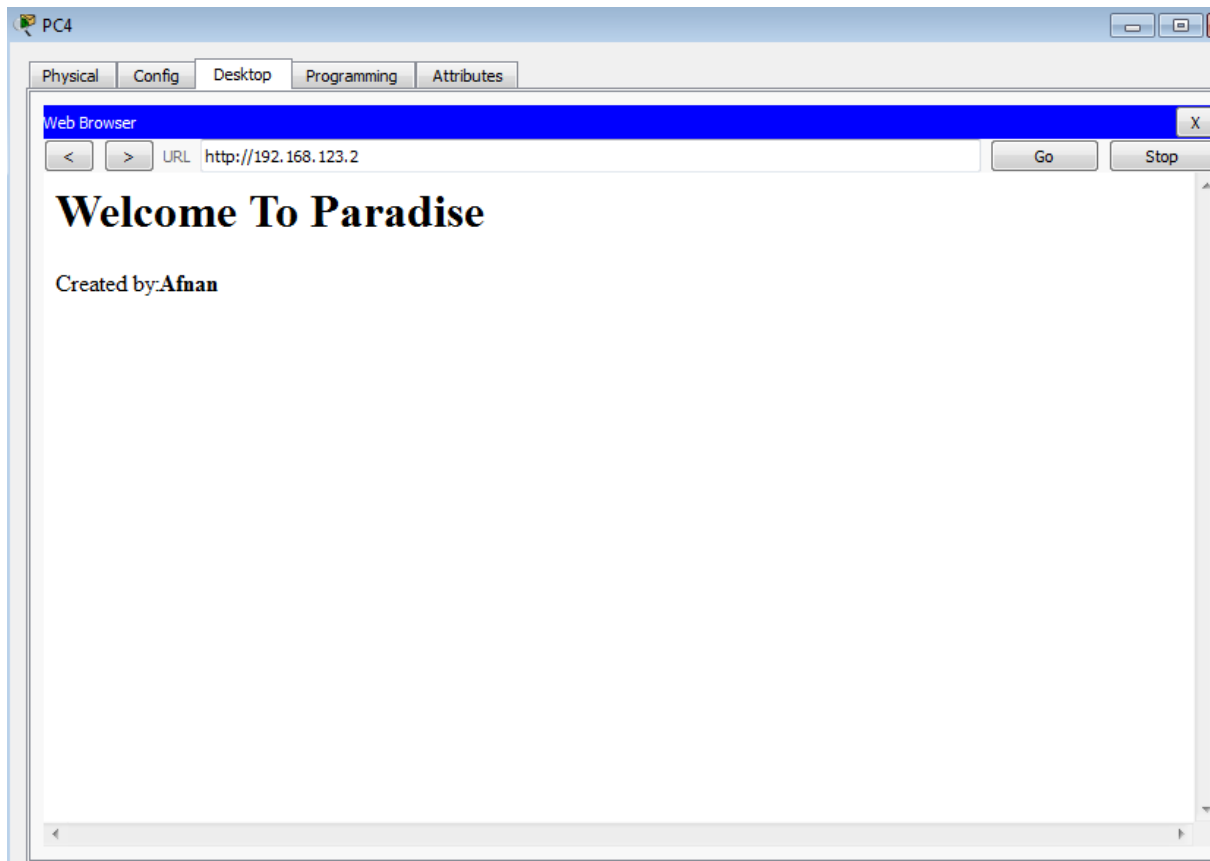 PC4
Physical Config Desktop Programming Attributes
Web Browser X
< > URL http://192.168.123.2 Go Stop
Welcome To Paradise
Created by:Afnan